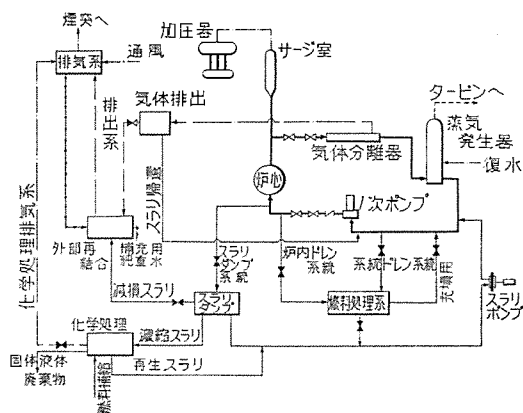 煙突へ
加圧器
サージ室
排気系
通風
タービンへ
気体排出
蒸気
発生器
排出系
気体分離器
復水
スラリ帰還
炉心
1次ポンプ
化学処理排気系
外部再
結合
補充用
水
スラリ
ダンプ
系統
炉内ドレン
系統
系統ドレン系統
充填用
減損スラリ
スラリ
タンプ
燃料処理系
スラリ
ポンプ
化学処理
濃縮スラリ
固体液体
廃棄物
再生スラリ
燃料補給